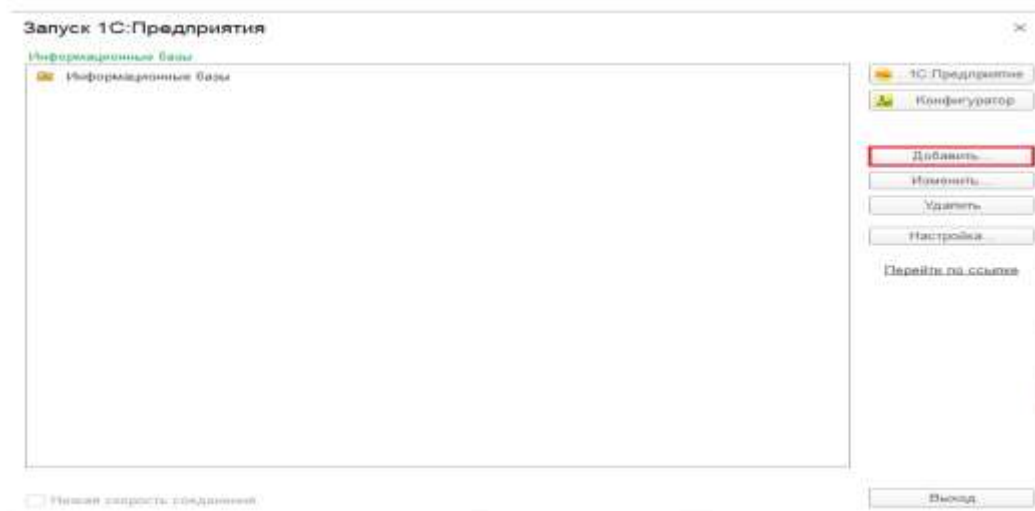 Запуск 1С:Предприятия
Информационные базы
Информационные базы
1С:Предприятие
Конфигуратор
Добавить...
Изменить...
Удалить
Настройка...
Перейти по ссылке
Низкая скорость соединения
Выход